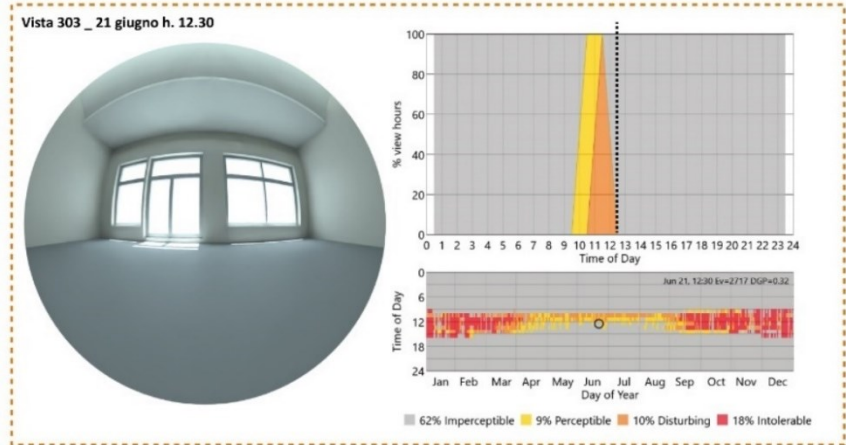 Vista 303 _ 21 giugno h. 12.30
% view hours
100
80
60
40
20
0
0 1 2 3 4 5 6 7 8 9 10 11 12 13 14 15 16 17 18 19 20 21 22 23 24
Time of Day
Jun 21, 12:30 Ev=2717 DGP=0.32
Time of Day
0
6
12
18
24
Jan Feb Mar Apr May Jun Jul Aug Sep Oct Nov Dec
Day of Year
62% Imperceptible 9% Perceptible 10% Disturbing 18% Intolerable